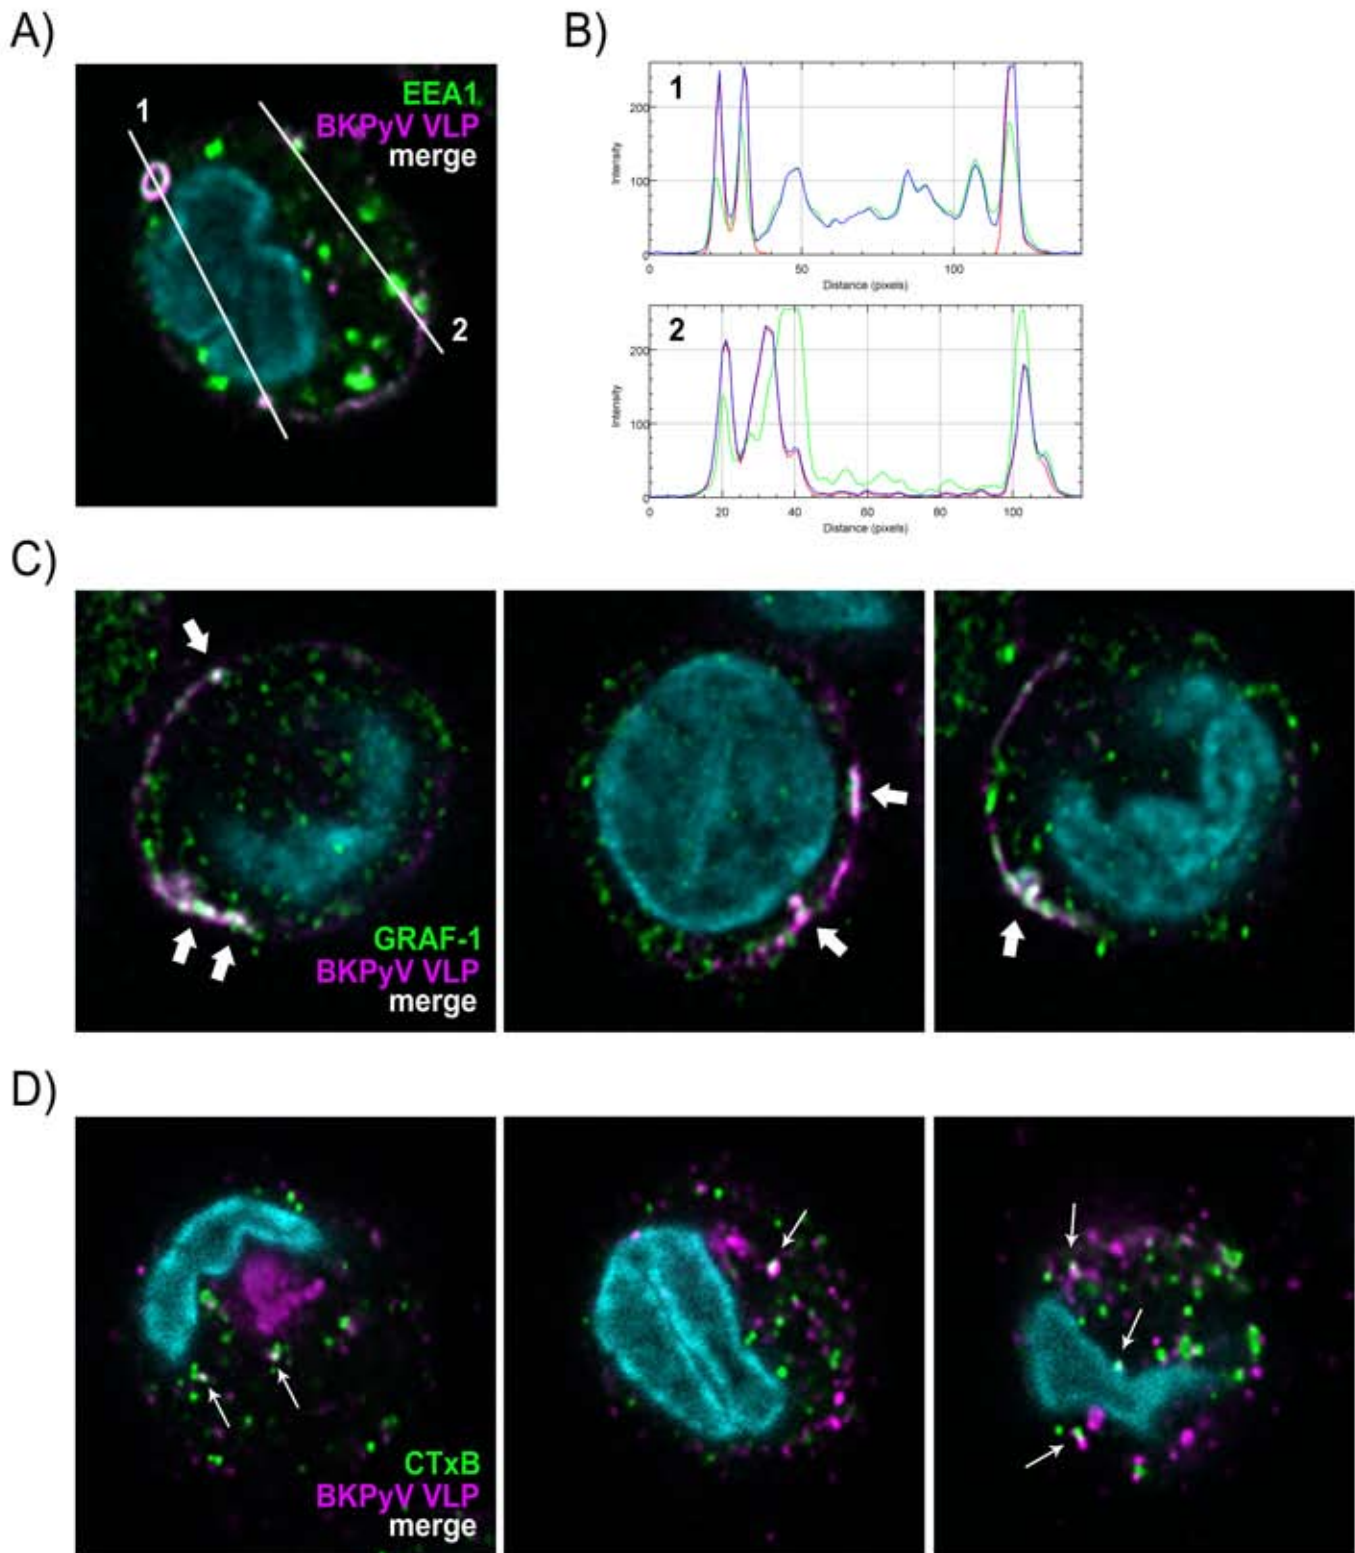 A)
EEA1
BKPyV VLP
merge
1
2
B)
1
200
100
0
Intensity
0
50
100
Distance (pixels)
2
200
100
0
Intensity
0
20
40
60
80
100
Distance (pixels)
C)
GRAF-1
BKPyV VLP
merge
D)
CTxB
BKPyV VLP
merge